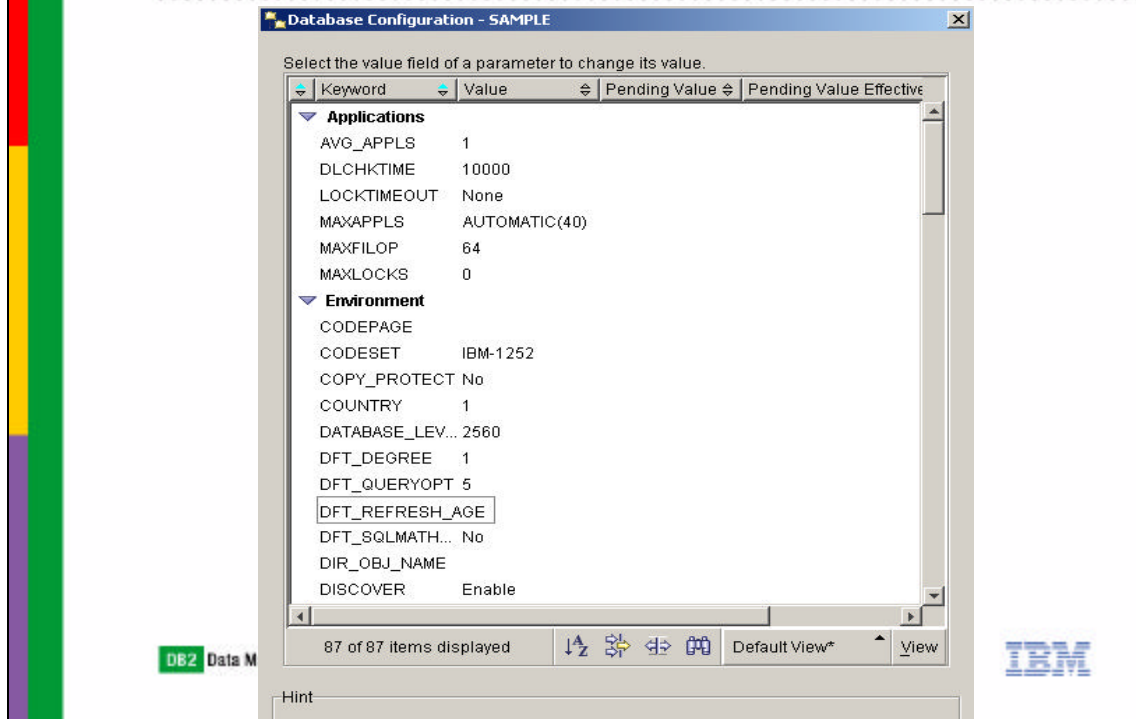 Database Configuration - SAMPLE
Select the value field of a parameter to change its value.
Keyword Value Pending Value Pending Value Effective
Applications
AVG_APPLS 1
DLCHKTIME 10000
LOCKTIMEOUT None
MAXAPPLS AUTOMATIC(40)
MAXFILOP 64
MAXLOCKS 0
Environment
CODEPAGE
CODESET IBM-1252
COPY_PROTECT No
COUNTRY 1
DATABASE_LEV... 2560
DFT_DEGREE 1
DFT_QUERYOPT 5
DFT_REFRESH_AGE
DFT_SQLMATH... No
DIR_OBJ_NAME
DISCOVER Enable
87 of 87 items displayed Default View* View
DB2 Data M
IBM
Hint